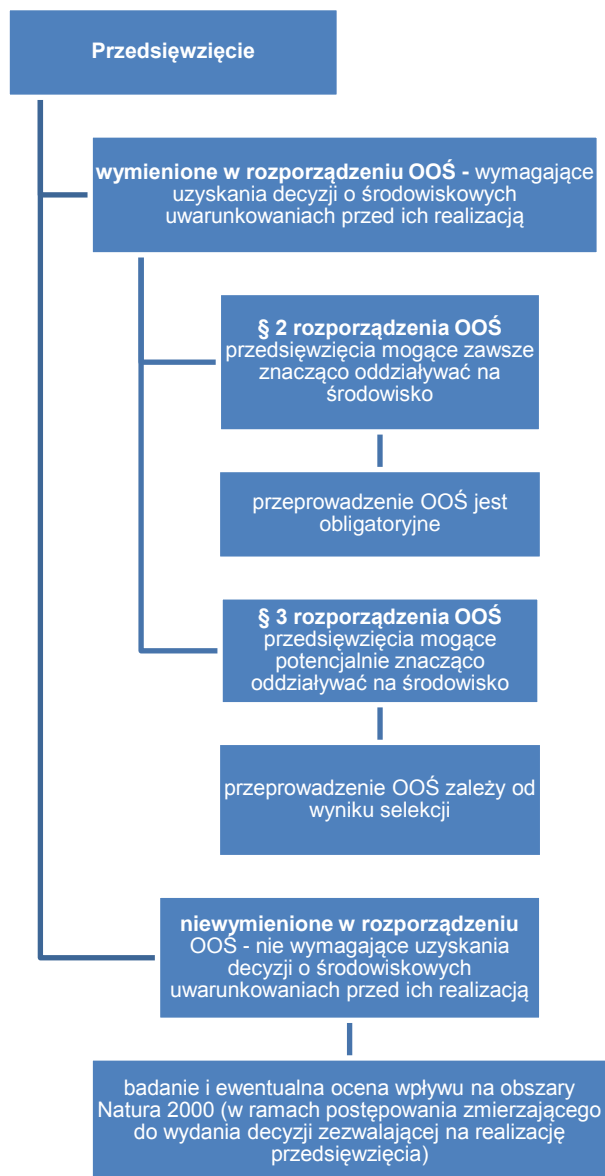 Przedsięwzięcie
wymienione w rozporządzeniu OOŚ - wymagające
uzyskania decyzji o środowiskowych
uwarunkowaniach przed ich realizacją
§ 2 rozporządzenia OOŚ
przedsięwzięcia mogące zawsze
znacząco oddziaływać na
środowisko
przeprowadzenie OOŚ jest
obligatoryjne
§ 3 rozporządzenia OOŚ
przedsięwzięcia mogące
potencjalnie znacząco
oddziaływać na środowisko
przeprowadzenie OOŚ zależy od
wyniku selekcji
niewymienione w rozporządzeniu
OOŚ - nie wymagające uzyskania
decyzji o środowiskowych
uwarunkowaniach przed ich realizacją
badanie i ewentualna ocena wpływu na obszary
Natura 2000 (w ramach postępowania zmierzającego
do wydania decyzji zezwalającej na realizację
przedsięwzięcia)